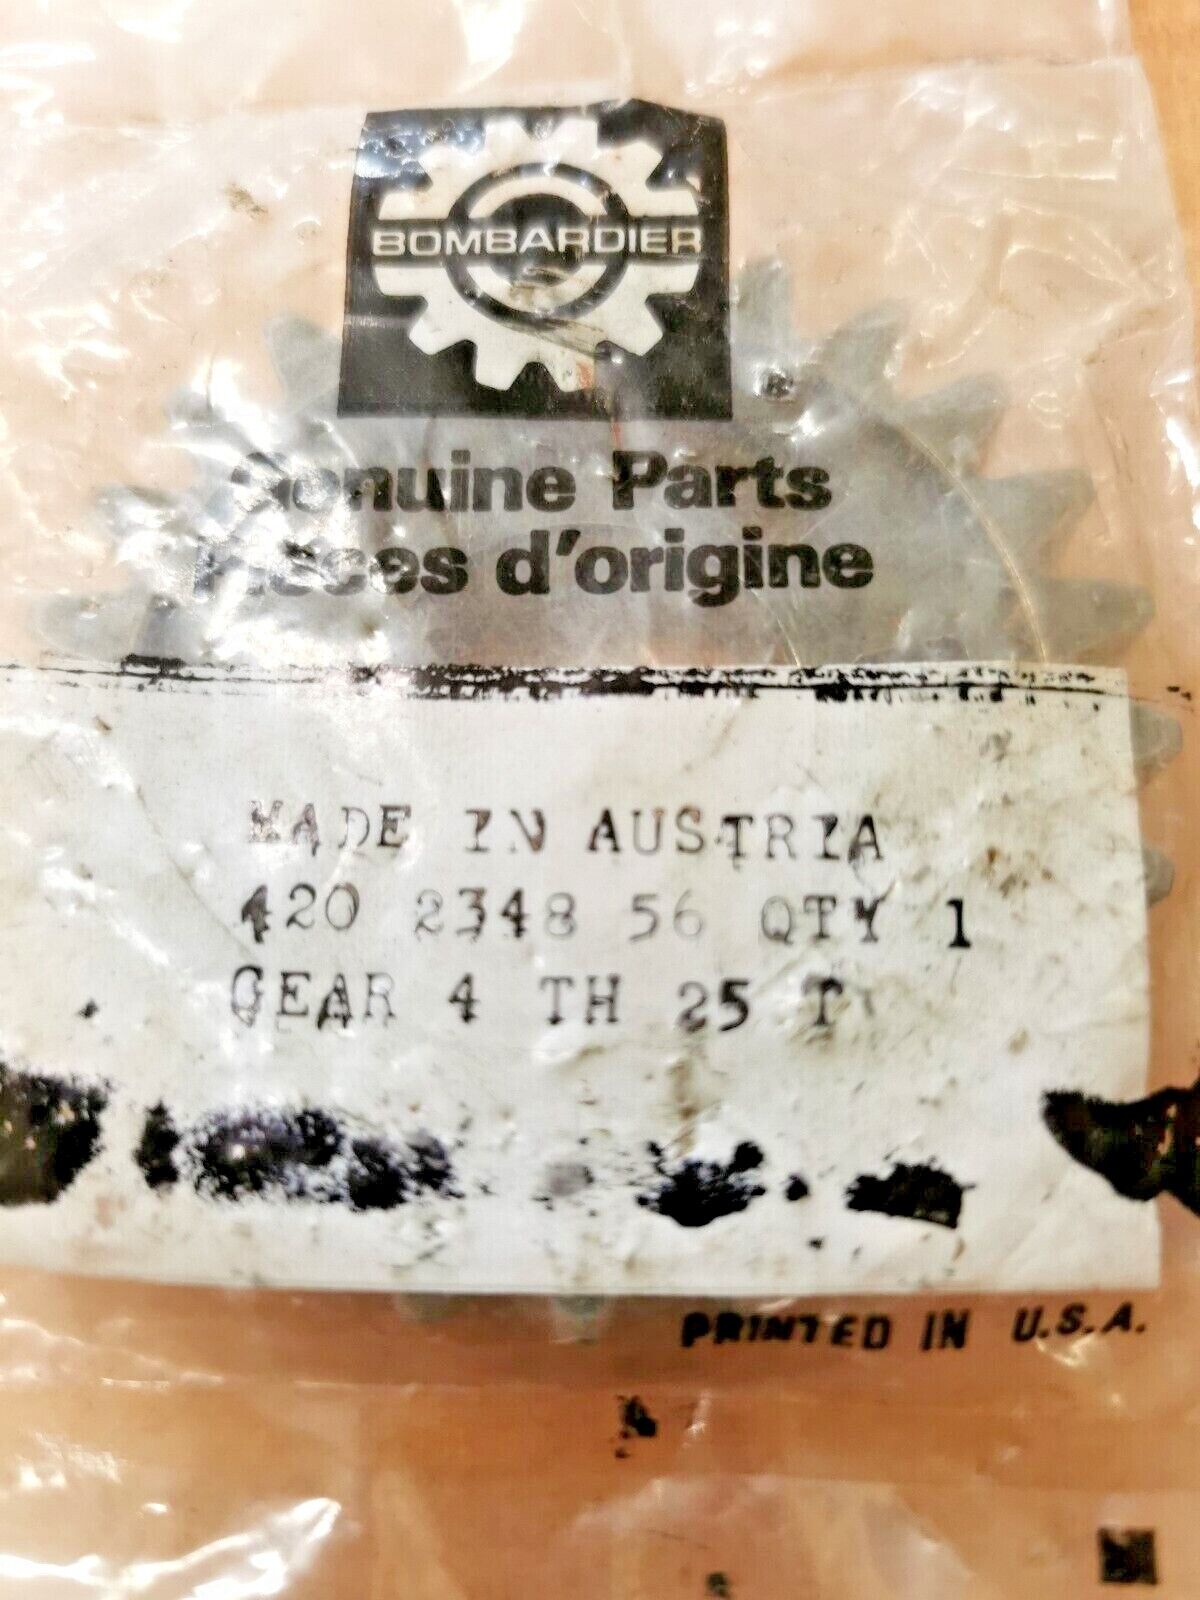 BOMBARDIER
Genuine Parts
Pièces d'origine
MADE IN AUSTRIA
420 2348 56 QTY 1
GEAR 4 TH 25 T
PRINTED IN U.S.A.